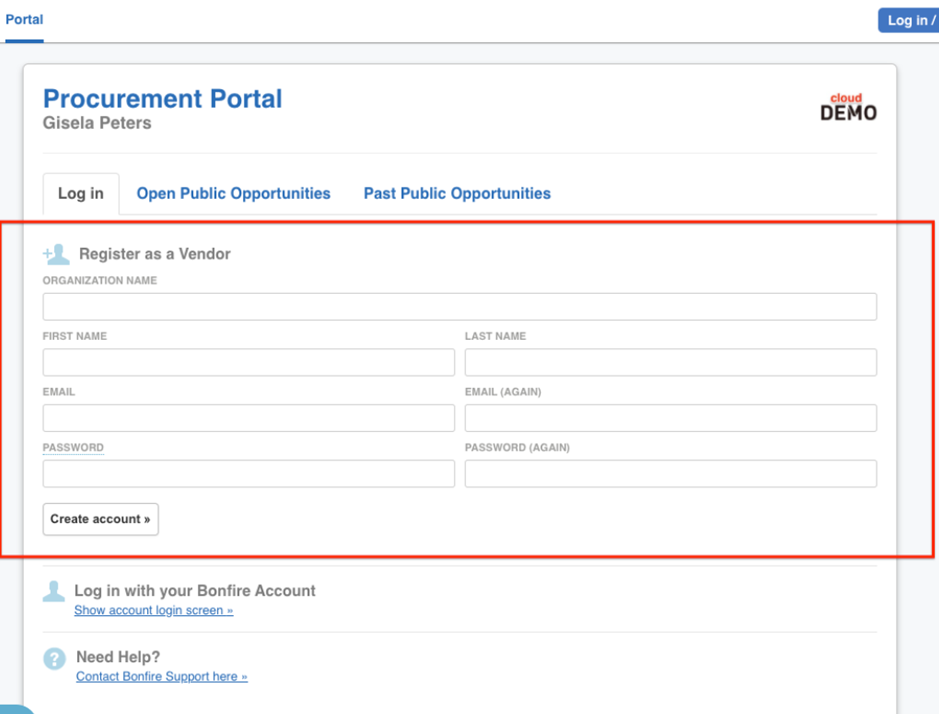 Portal
Log in /
Procurement Portal
cloud
DEMO
Gisela Peters
Log in
Open Public Opportunities
Past Public Opportunities
Register as a Vendor
ORGANIZATION NAME
FIRST NAME
LAST NAME
EMAIL
EMAIL (AGAIN)
PASSWORD
PASSWORD (AGAIN)
Create account »
Log in with your Bonfire Account
Show account login screen »
?
Need Help?
Contact Bonfire Support here »